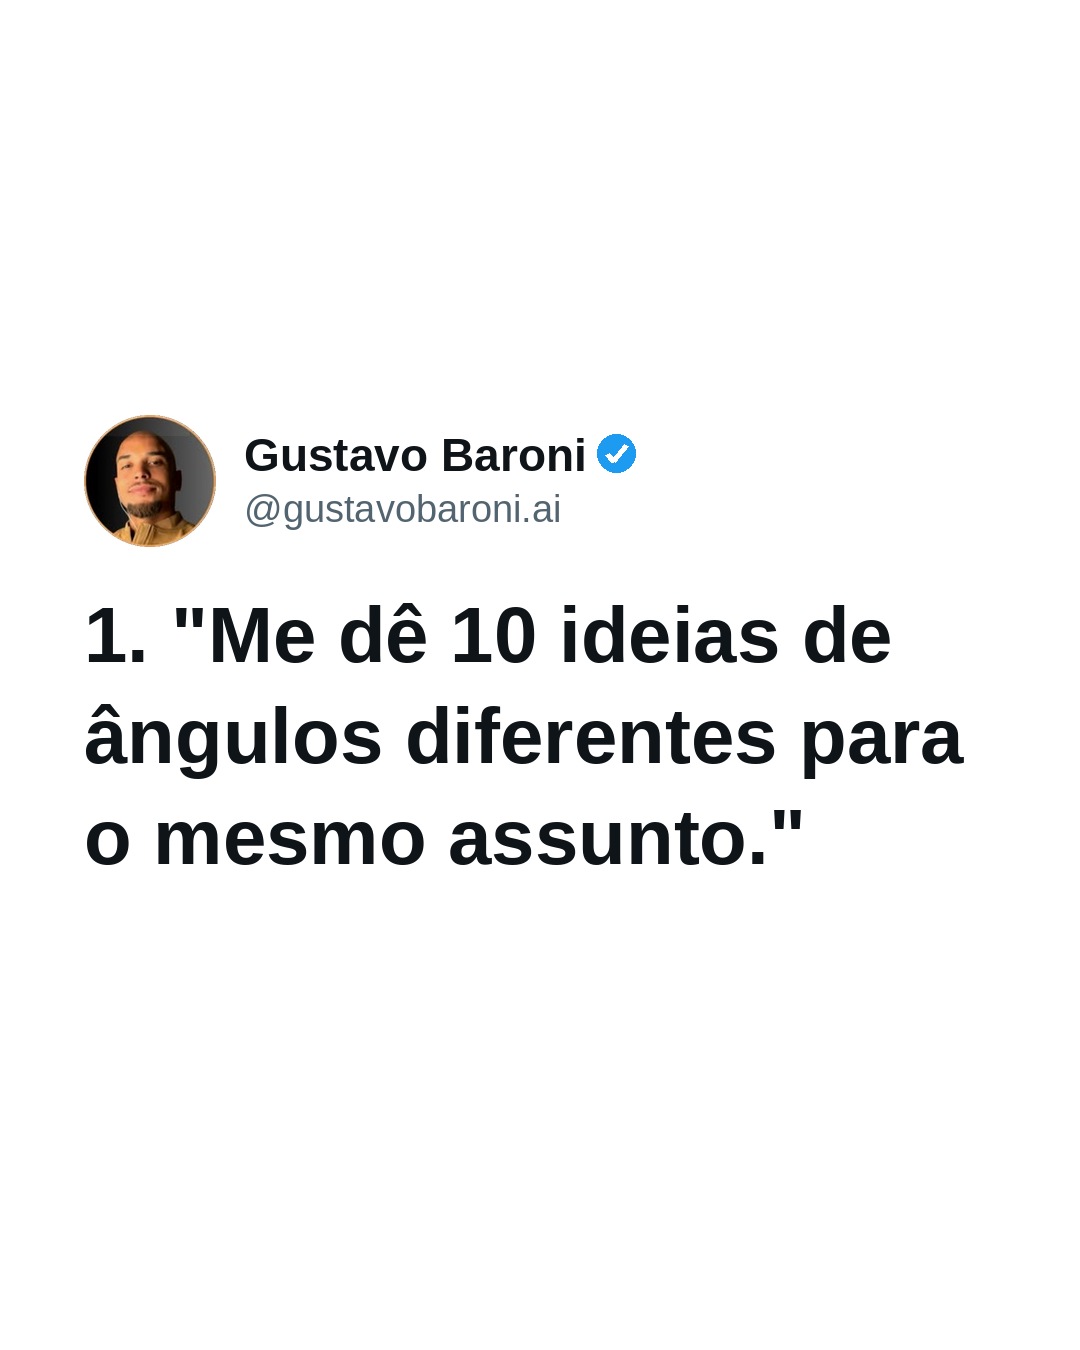 Gustavo Baroni
@gustavobaroni.ai
1. "Me dê 10 ideias de
ângulos diferentes para
o mesmo assunto."